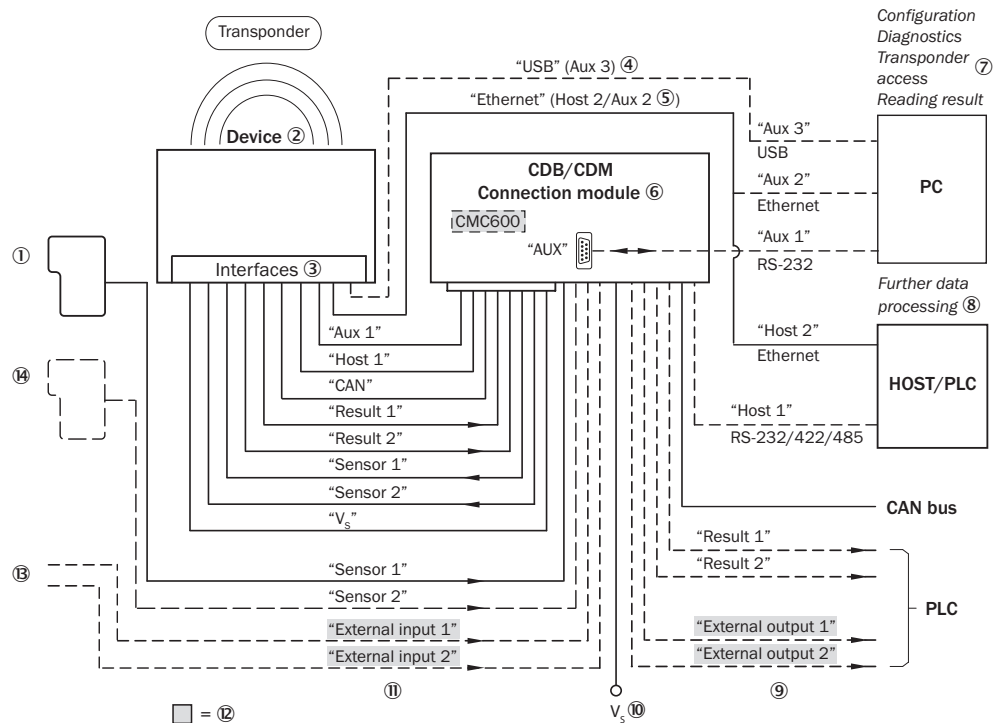 Transponder
Configuration
Diagnostics
Transponder
access ⑦
Reading result
"USB" (Aux 3) ④
"Ethernet" (Host 2/Aux 2 ⑤)
Device ②
"Aux 3"
USB
CDB/CDM
Connection module ⑥
PC
"Aux 2"
Ethernet
CMC600
"AUX"
"Aux 1"
RS-232
①
Interfaces ③
Further data
processing ⑧
"Aux 1"
"Host 2"
Ethernet
"Host 1"
⑭
"CAN"
HOST/PLC
"Result 1"
"Host 1"
RS-232/422/485
"Result 2"
"Sensor 1"
"Sensor 2"
CAN bus
"Vs"
"Result 1"
⑬
"Sensor 1"
"Result 2"
"Sensor 2"
PLC
"External input 1"
"External output 1"
"External input 2"
"External output 2"
⑪
⑨
= ⑫
Vs ⑩